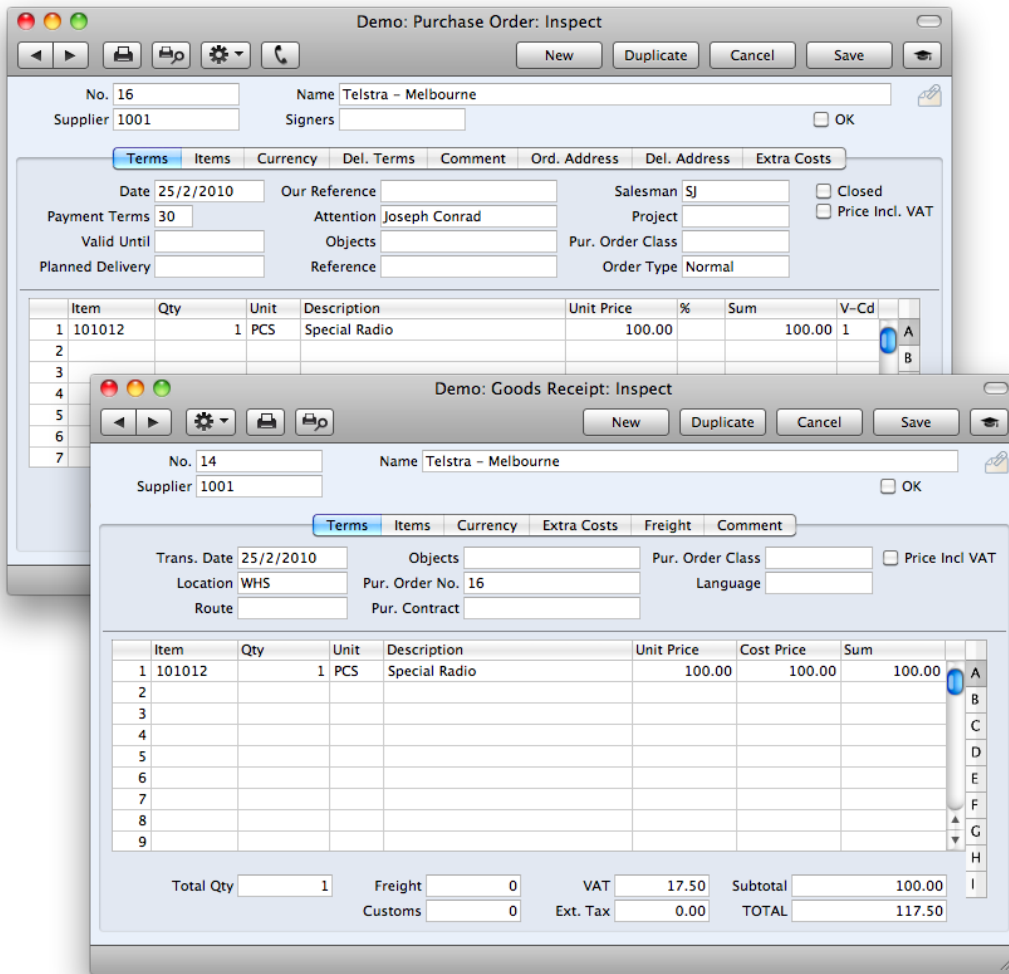 Demo: Purchase Order: Inspect
New Duplicate Cancel Save
No. 16 Name Telstra - Melbourne
Supplier 1001 Signers OK
Terms Items Currency Del. Terms Comment Ord. Address Del. Address Extra Costs
Date 25/2/2010 Our Reference Salesman SJ Closed
Payment Terms 30 Attention Joseph Conrad Project Price Incl. VAT
Valid Until Objects Pur. Order Class
Planned Delivery Reference Order Type Normal
Item Qty Unit Description Unit Price % Sum V-Cd
1 101012 1 PCS Special Radio 100.00 100.00 1 A
2 B
3
4
5
6
7
Demo: Goods Receipt: Inspect
New Duplicate Cancel Save
No. 14 Name Telstra - Melbourne
Supplier 1001 OK
Terms Items Currency Extra Costs Freight Comment
Trans. Date 25/2/2010 Objects Pur. Order Class Price Incl VAT
Location WHS Pur. Order No. 16 Language
Route Pur. Contract
Item Qty Unit Description Unit Price Cost Price Sum
1 101012 1 PCS Special Radio 100.00 100.00 100.00 A
2 B
3 C
4
5 D
6 E
7 F
8 G
9 H
Total Qty 1 Freight 0 VAT 17.50 Subtotal 100.00 I
Customs 0 Ext. Tax 0.00 TOTAL 117.50